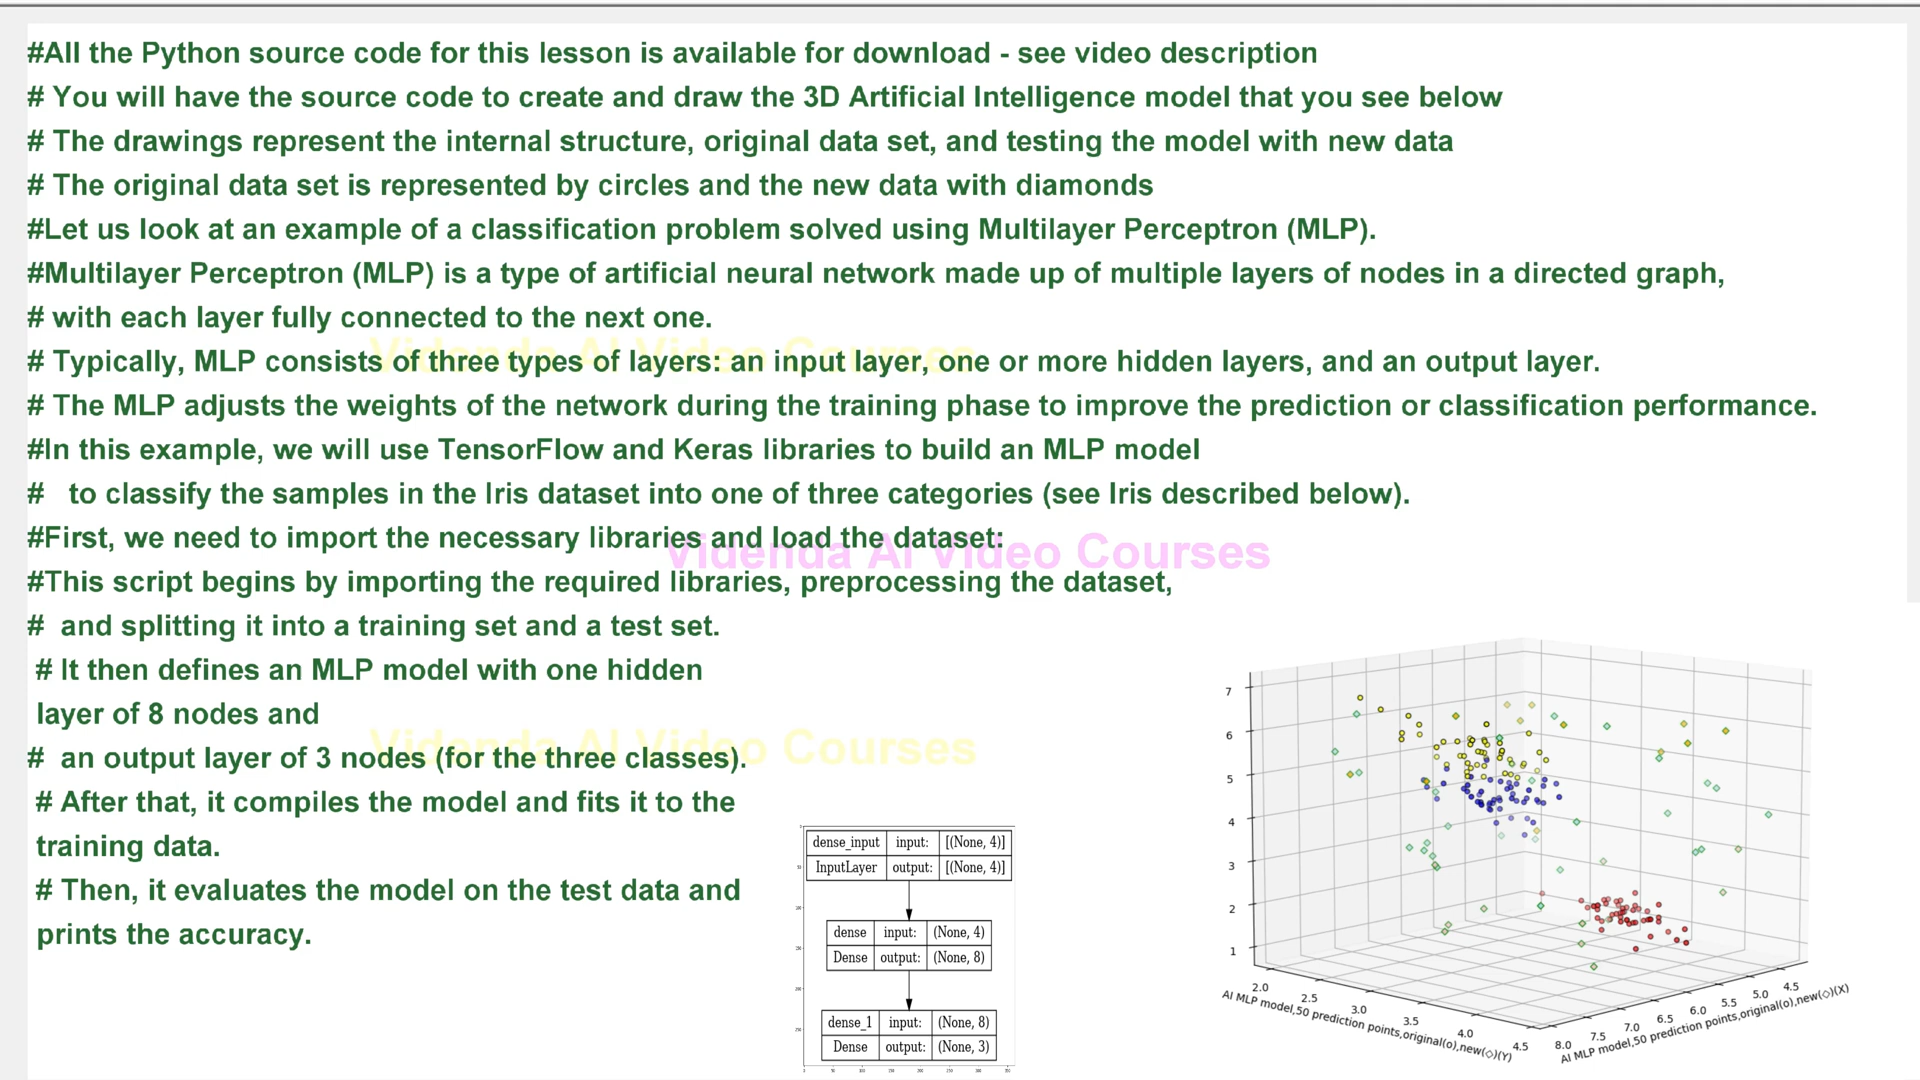 #All the Python source code for this lesson is available for download - see video description
# You will have the source code to create and draw the 3D Artificial Intelligence model that you see below
# The drawings represent the internal structure, original data set, and testing the model with new data
# The original data set is represented by circles and the new data with diamonds
#Let us look at an example of a classification problem solved using Multilayer Perceptron (MLP).
#Multilayer Perceptron (MLP) is a type of artificial neural network made up of multiple layers of nodes in a directed graph,
# with each layer fully connected to the next one.
Videnda AI Video Courses
# Typically, MLP consists of three types of layers: an input layer, one or more hidden layers, and an output layer.
# The MLP adjusts the weights of the network during the training phase to improve the prediction or classification performance.
#In this example, we will use TensorFlow and Keras libraries to build an MLP model
#   to classify the samples in the Iris dataset into one of three categories (see Iris described below).
#First, we need to import the necessary libraries and load the dataset:
Videnda AI Video Courses
#This script begins by importing the required libraries, preprocessing the dataset,
#  and splitting it into a training set and a test set.
# It then defines an MLP model with one hidden
layer of 8 nodes and
Videnda AI Video Courses
#  an output layer of 3 nodes (for the three classes).
# After that, it compiles the model and fits it to the
training data.
# Then, it evaluates the model on the test data and
prints the accuracy.
dense_input input: [(None, 4)]
InputLayer output: [(None, 4)]
dense input: (None, 4)
Dense output: (None, 8)
dense_1 input: (None, 8)
Dense output: (None, 3)
7
6
5
4
3
2
1
2.0 2.5 3.0 3.5 4.0 4.5
AI MLP model,50 prediction points,original(o),new(◇)(Y)
8.0 7.5 7.0 6.5 6.0 5.5 5.0 4.5
AI MLP model,50 prediction points,original(o),new(◇)(X)